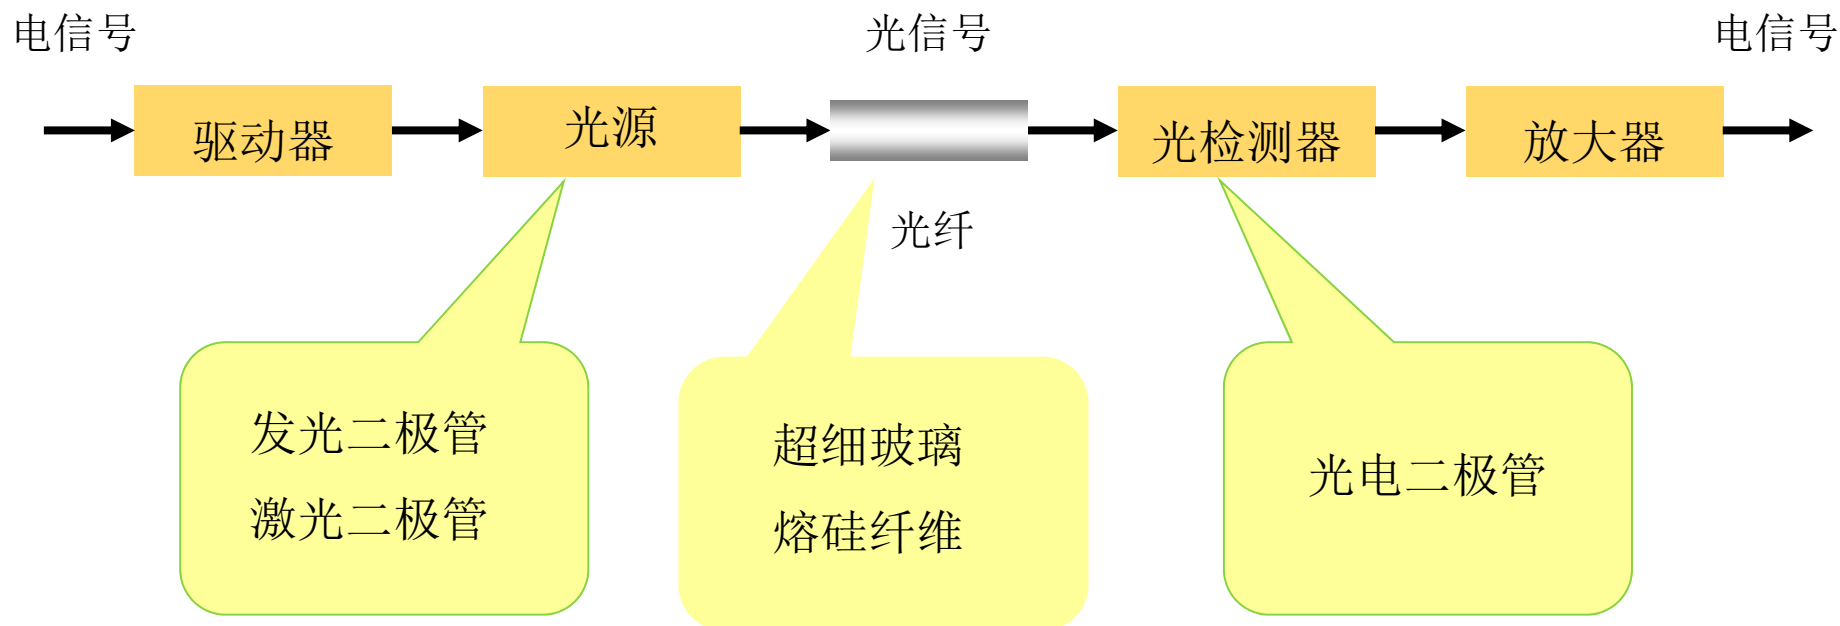 电信号
光信号
电信号
驱动器
光源
光检测器
放大器
光纤
发光二极管
激光二极管
超细玻璃
熔硅纤维
光电二极管